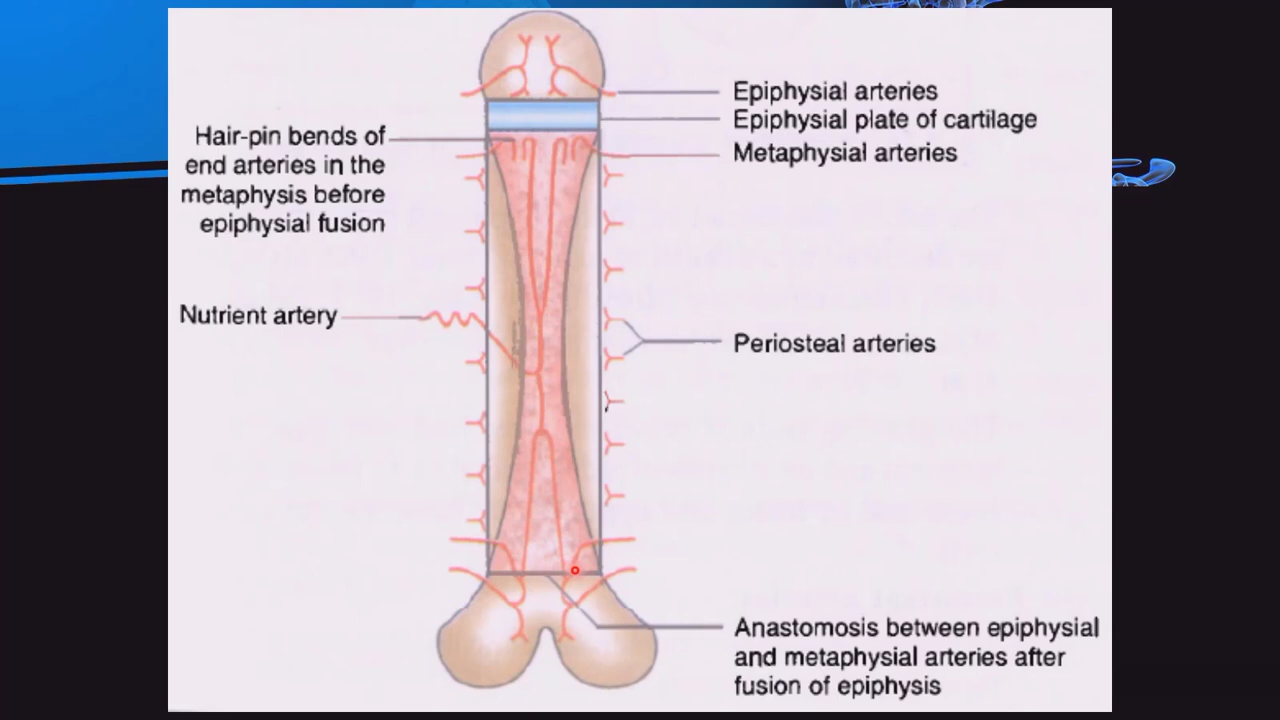 Epiphysial arteries
Epiphysial plate of cartilage
Metaphysial arteries
Hair-pin bends of
end arteries in the
metaphysis before
epiphysial fusion
Nutrient artery
Periosteal arteries
Anastomosis between epiphysial
and metaphysial arteries after
fusion of epiphysis